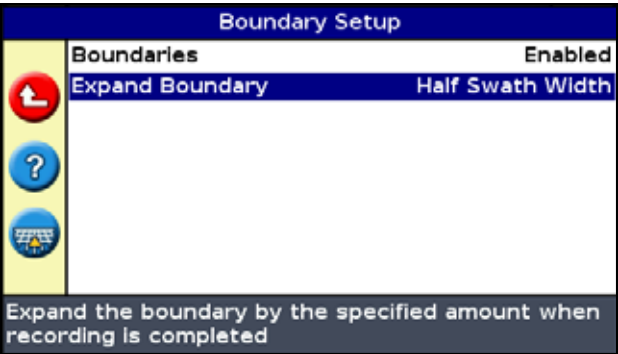 Boundary Setup
Boundaries Enabled
Expand Boundary Half Swath Width
?
Expand the boundary by the specified amount when
recording is completed